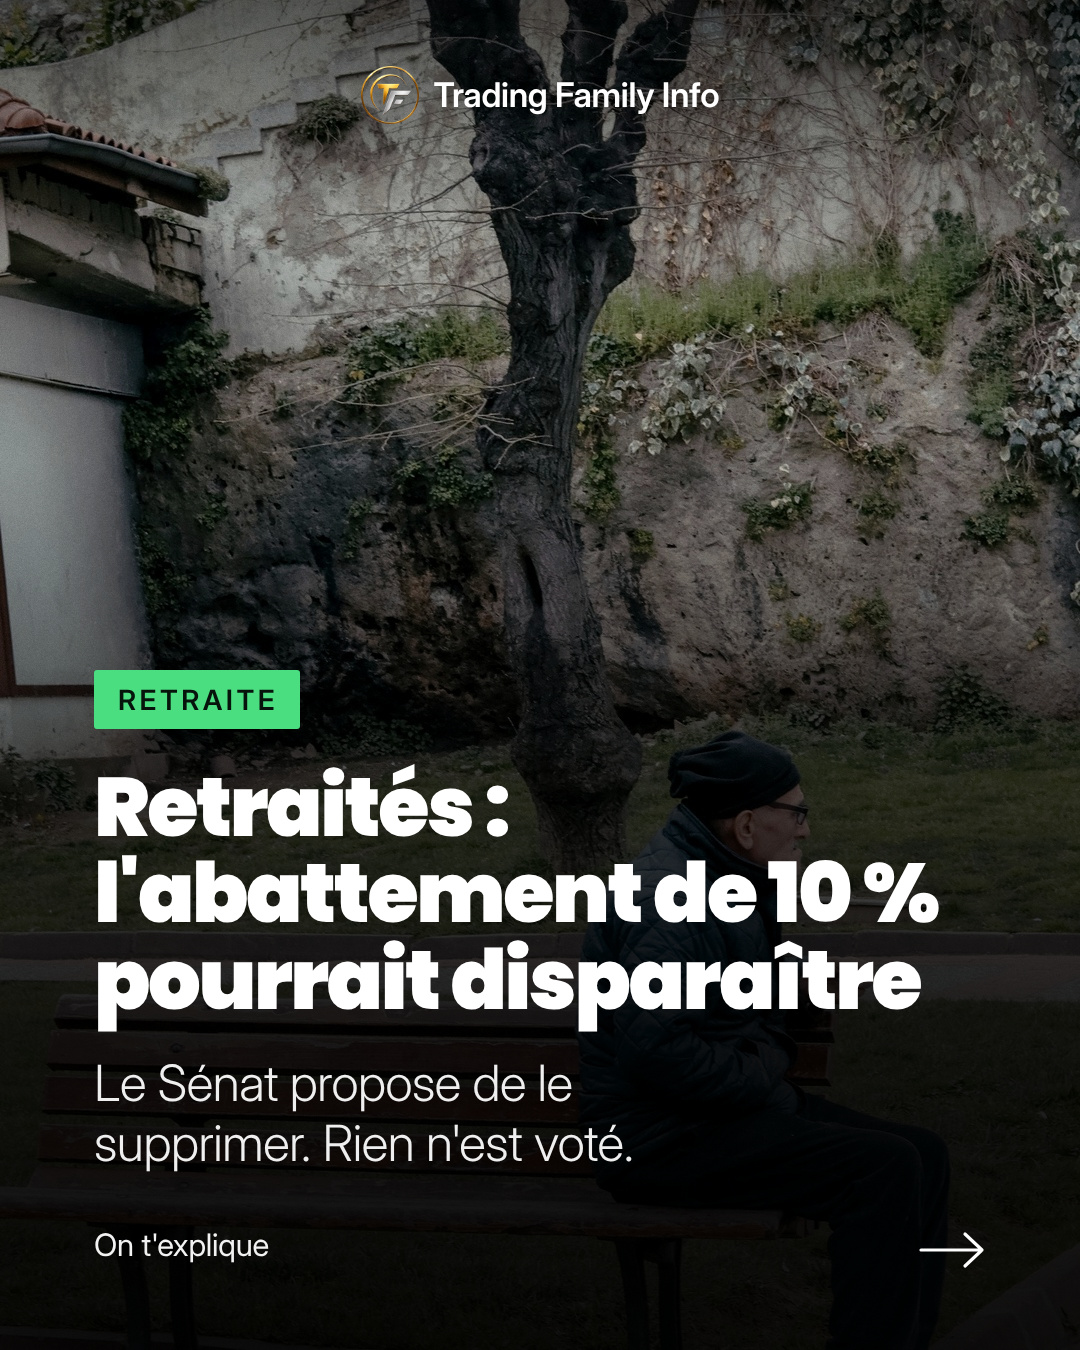 Trading Family Info
RETRAITE
Retraités :
l'abattement de 10 %
pourrait disparaître
Le Sénat propose de le
supprimer. Rien n'est voté.
On t'explique